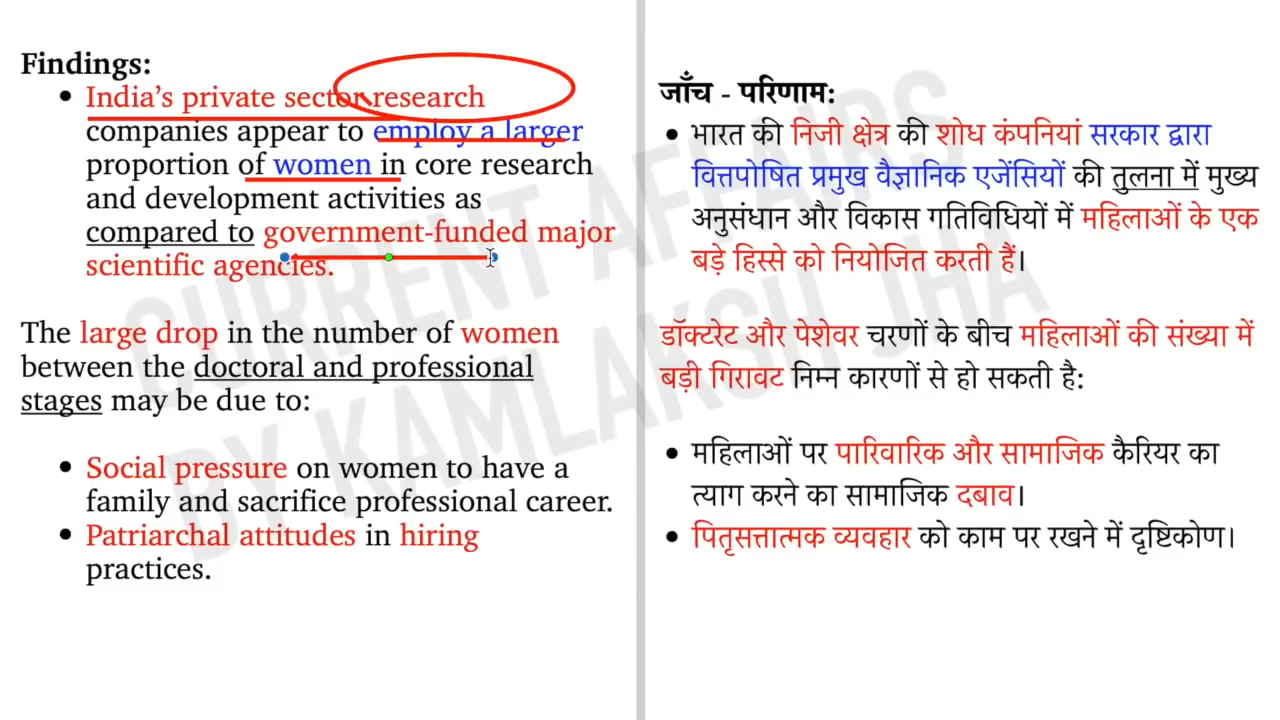 Findings:
• India's private sector research
companies appear to employ a larger
proportion of women in core research
and development activities as
compared to government-funded major
scientific agencies.
The large drop in the number of women
between the doctoral and professional
stages may be due to:
• Social pressure on women to have a
family and sacrifice professional career.
• Patriarchal attitudes in hiring
practices.
जाँच - परिणाम:
• भारत की निजी क्षेत्र की शोध कंपनियां सरकार द्वारा
वित्तपोषित प्रमुख वैज्ञानिक एजेंसियों की तुलना में मुख्य
अनुसंधान और विकास गतिविधियों में महिलाओं के एक
बड़े हिस्से को नियोजित करती हैं।
डॉक्टरेट और पेशेवर चरणों के बीच महिलाओं की संख्या में
बड़ी गिरावट निम्न कारणों से हो सकती है:
• महिलाओं पर पारिवारिक और सामाजिक कैरियर का
त्याग करने का सामाजिक दबाव।
• पितृसत्तात्मक व्यवहार को काम पर रखने में दृष्टिकोण।
CURRENT AFFAIRS
BY KAMLAKSH JHA